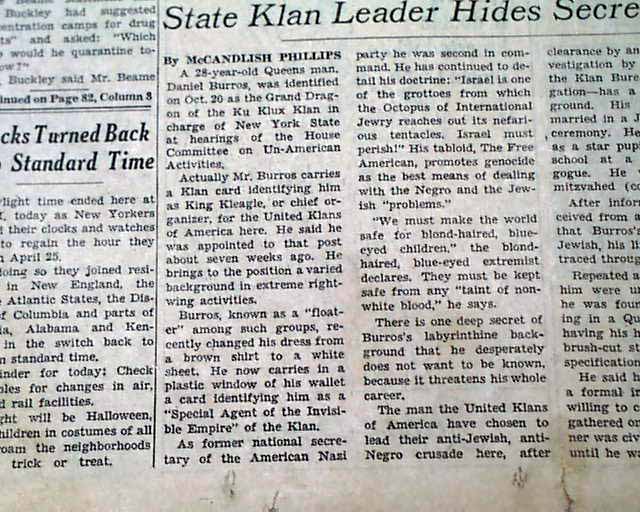 Buckley had suggested
centration camps for drug
ts" and asked: "Which
would he quarantine to-
ow?"
Buckley said Mr. Beame
nued on Page 82, Column 3
cks Turned Back
Standard Time
light time ended here at
today as New Yorkers
their clocks and watches
to regain the hour they
April 25.
doing so they joined resi-
in New England, the
Atlantic States, the Dis-
of Columbia and parts of
ia, Alabama and Ken-
in the switch back to
n standard time.
inder for today: Check
les for changes in air,
d rail facilities.
ght will be Halloween,
hildren in costumes of all
oam the neighborhoods
trick or treat.
State Klan Leader Hides Secre
By McCANDLISH PHILLIPS
A 28-year-old Queens man,
Daniel Burros, was identified
on Oct. 20 as the Grand Drag-
on of the Ku Klux Klan in
charge of New York State
at hearings of the House
Committee on Un-American
Activities.
Actually Mr. Burros carries
a Klan card identifying him
as King Kleagle, or chief or-
ganizer, for the United Klans
of America here. He said he
was appointed to that post
about seven weeks ago. He
brings to the position a varied
background in extreme right-
wing activities.
Burros, known as a "float-
er" among such groups, re-
cently changed his dress from
a brown shirt to a white
sheet. He now carries in a
plastic window of his wallet
a card identifying him as a
"Special Agent of the Invisi-
ble Empire" of the Klan.
As former national secre-
tary of the American Nazi
party he was second in com-
mand. He has continued to de-
tail his doctrine: "Israel is one
of the grottoes from which
the Octopus of International
Jewry reaches out its nefari-
ous tentacles. Israel must
perish!" His tabloid, The Free
American, promotes genocide
as the best means of dealing
with the Negro and the Jew-
ish "problems."
"We must make the world
safe for blond-haired, blue-
eyed children," the blond-
haired, blue-eyed extremist
declares. They must be kept
safe from any "taint of non-
white blood," he says.
There is one deep secret of
Burros's labyrinthine back-
ground that he desperately
does not want to be known,
because it threatens his whole
career.
The man the United Klans
of America have chosen to
lead their anti-Jewish, anti-
Negro crusade here, after
clearance by an
vestigation by
the Klan Bure
gation—has a
ground. His
married in a J
ceremony. He
as a star pup
school at a
gogue. He
mitzvahed (c
After infor
ceived from
that Burros's
Jewish, his
traced throug
Repeated a
him were u
he was foun
ing in a Qu
having his h
brush-cut st
specification
He said h
a formal in
willing to
gathered on
ner was civ
until he wa